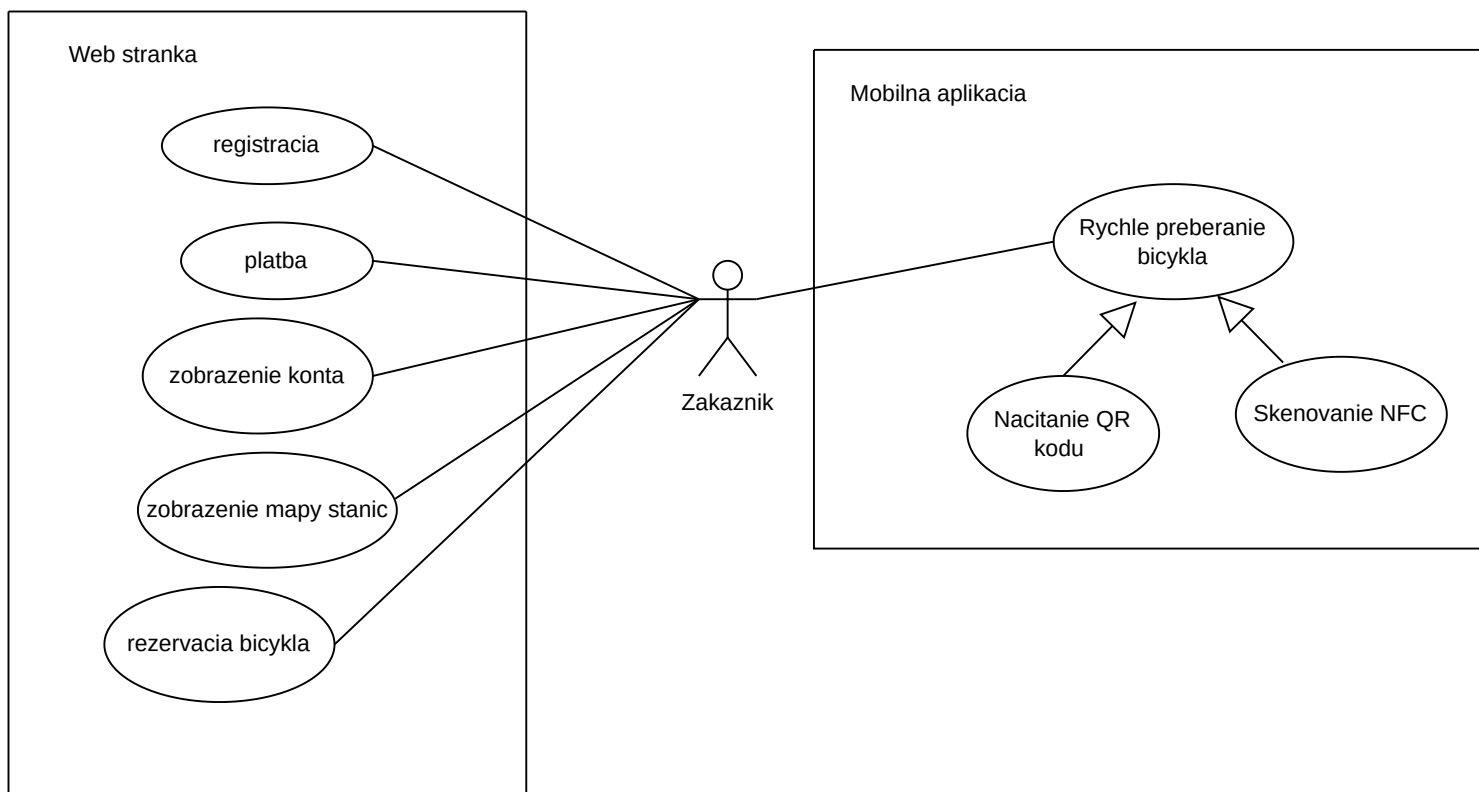 Web stranka
registracia
platba
zobrazenie konta
zobrazenie mapy stanic
rezervacia bicykla
Zakaznik
Mobilna aplikacia
Rychle preberanie
bicykla
Nacitanie QR
kodu
Skenovanie NFC